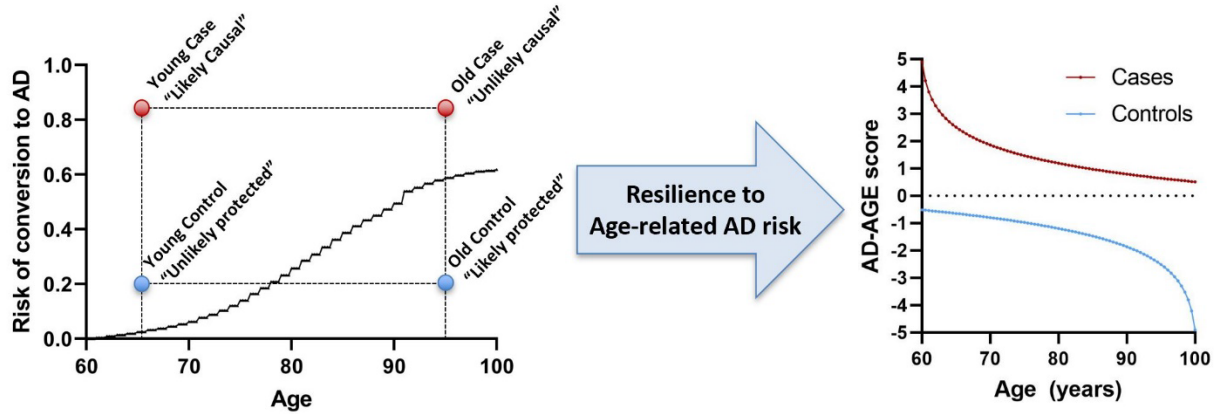 Risk of conversion to AD
1.0
0.8
0.6
0.4
0.2
0.0
60
70
80
90
100
Age
Young Case
“Likely Causal”
Old Case
“Unlikely causal”
Young Control
“Unlikely protected”
Old Control
“Likely protected”
Resilience to
Age-related AD risk
AD-AGE score
5
4
3
2
1
0
-1
-2
-3
-4
-5
Cases
Controls
60
70
80
90
100
Age (years)